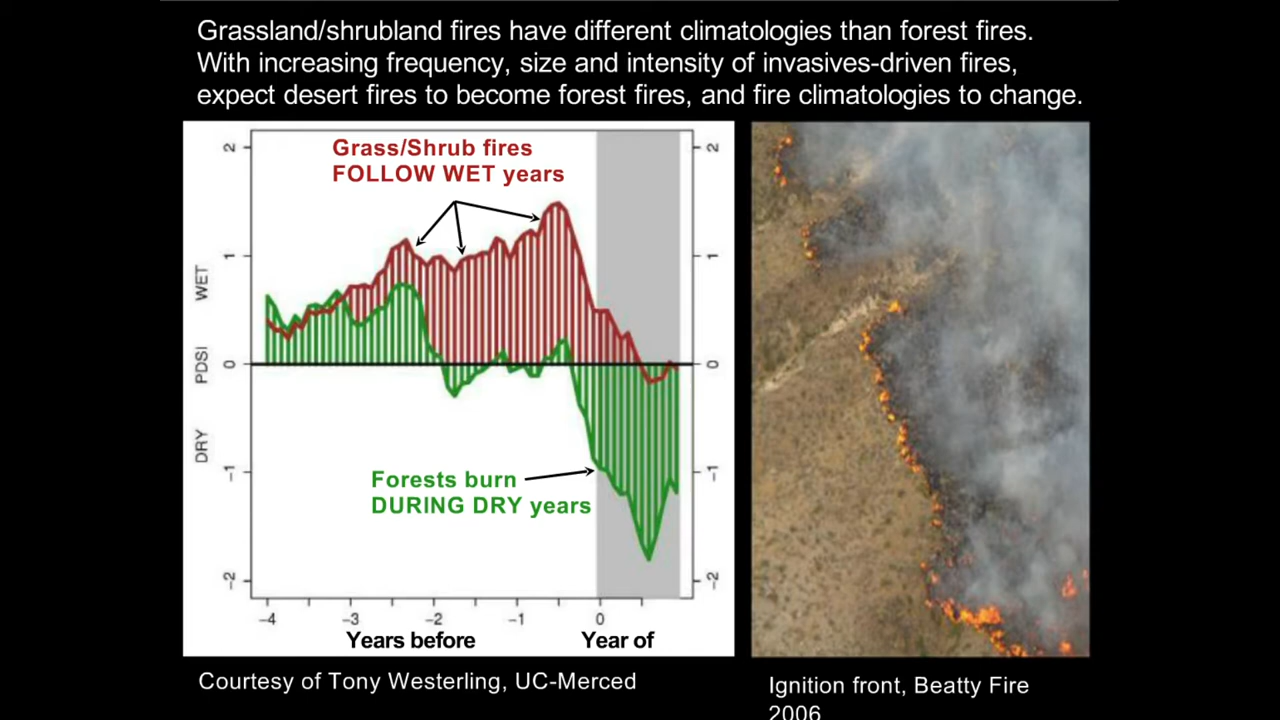 Grassland/shrubland fires have different climatologies than forest fires.
With increasing frequency, size and intensity of invasives-driven fires,
expect desert fires to become forest fires, and fire climatologies to change.
Grass/Shrub fires
FOLLOW WET years
Forests burn
DURING DRY years
WET
PDSI
DRY
2
1
0
-1
-2
2
1
0
-1
-2
-4
-3
-2
-1
0
Years before
Year of
Courtesy of Tony Westerling, UC-Merced
Ignition front, Beatty Fire
2006